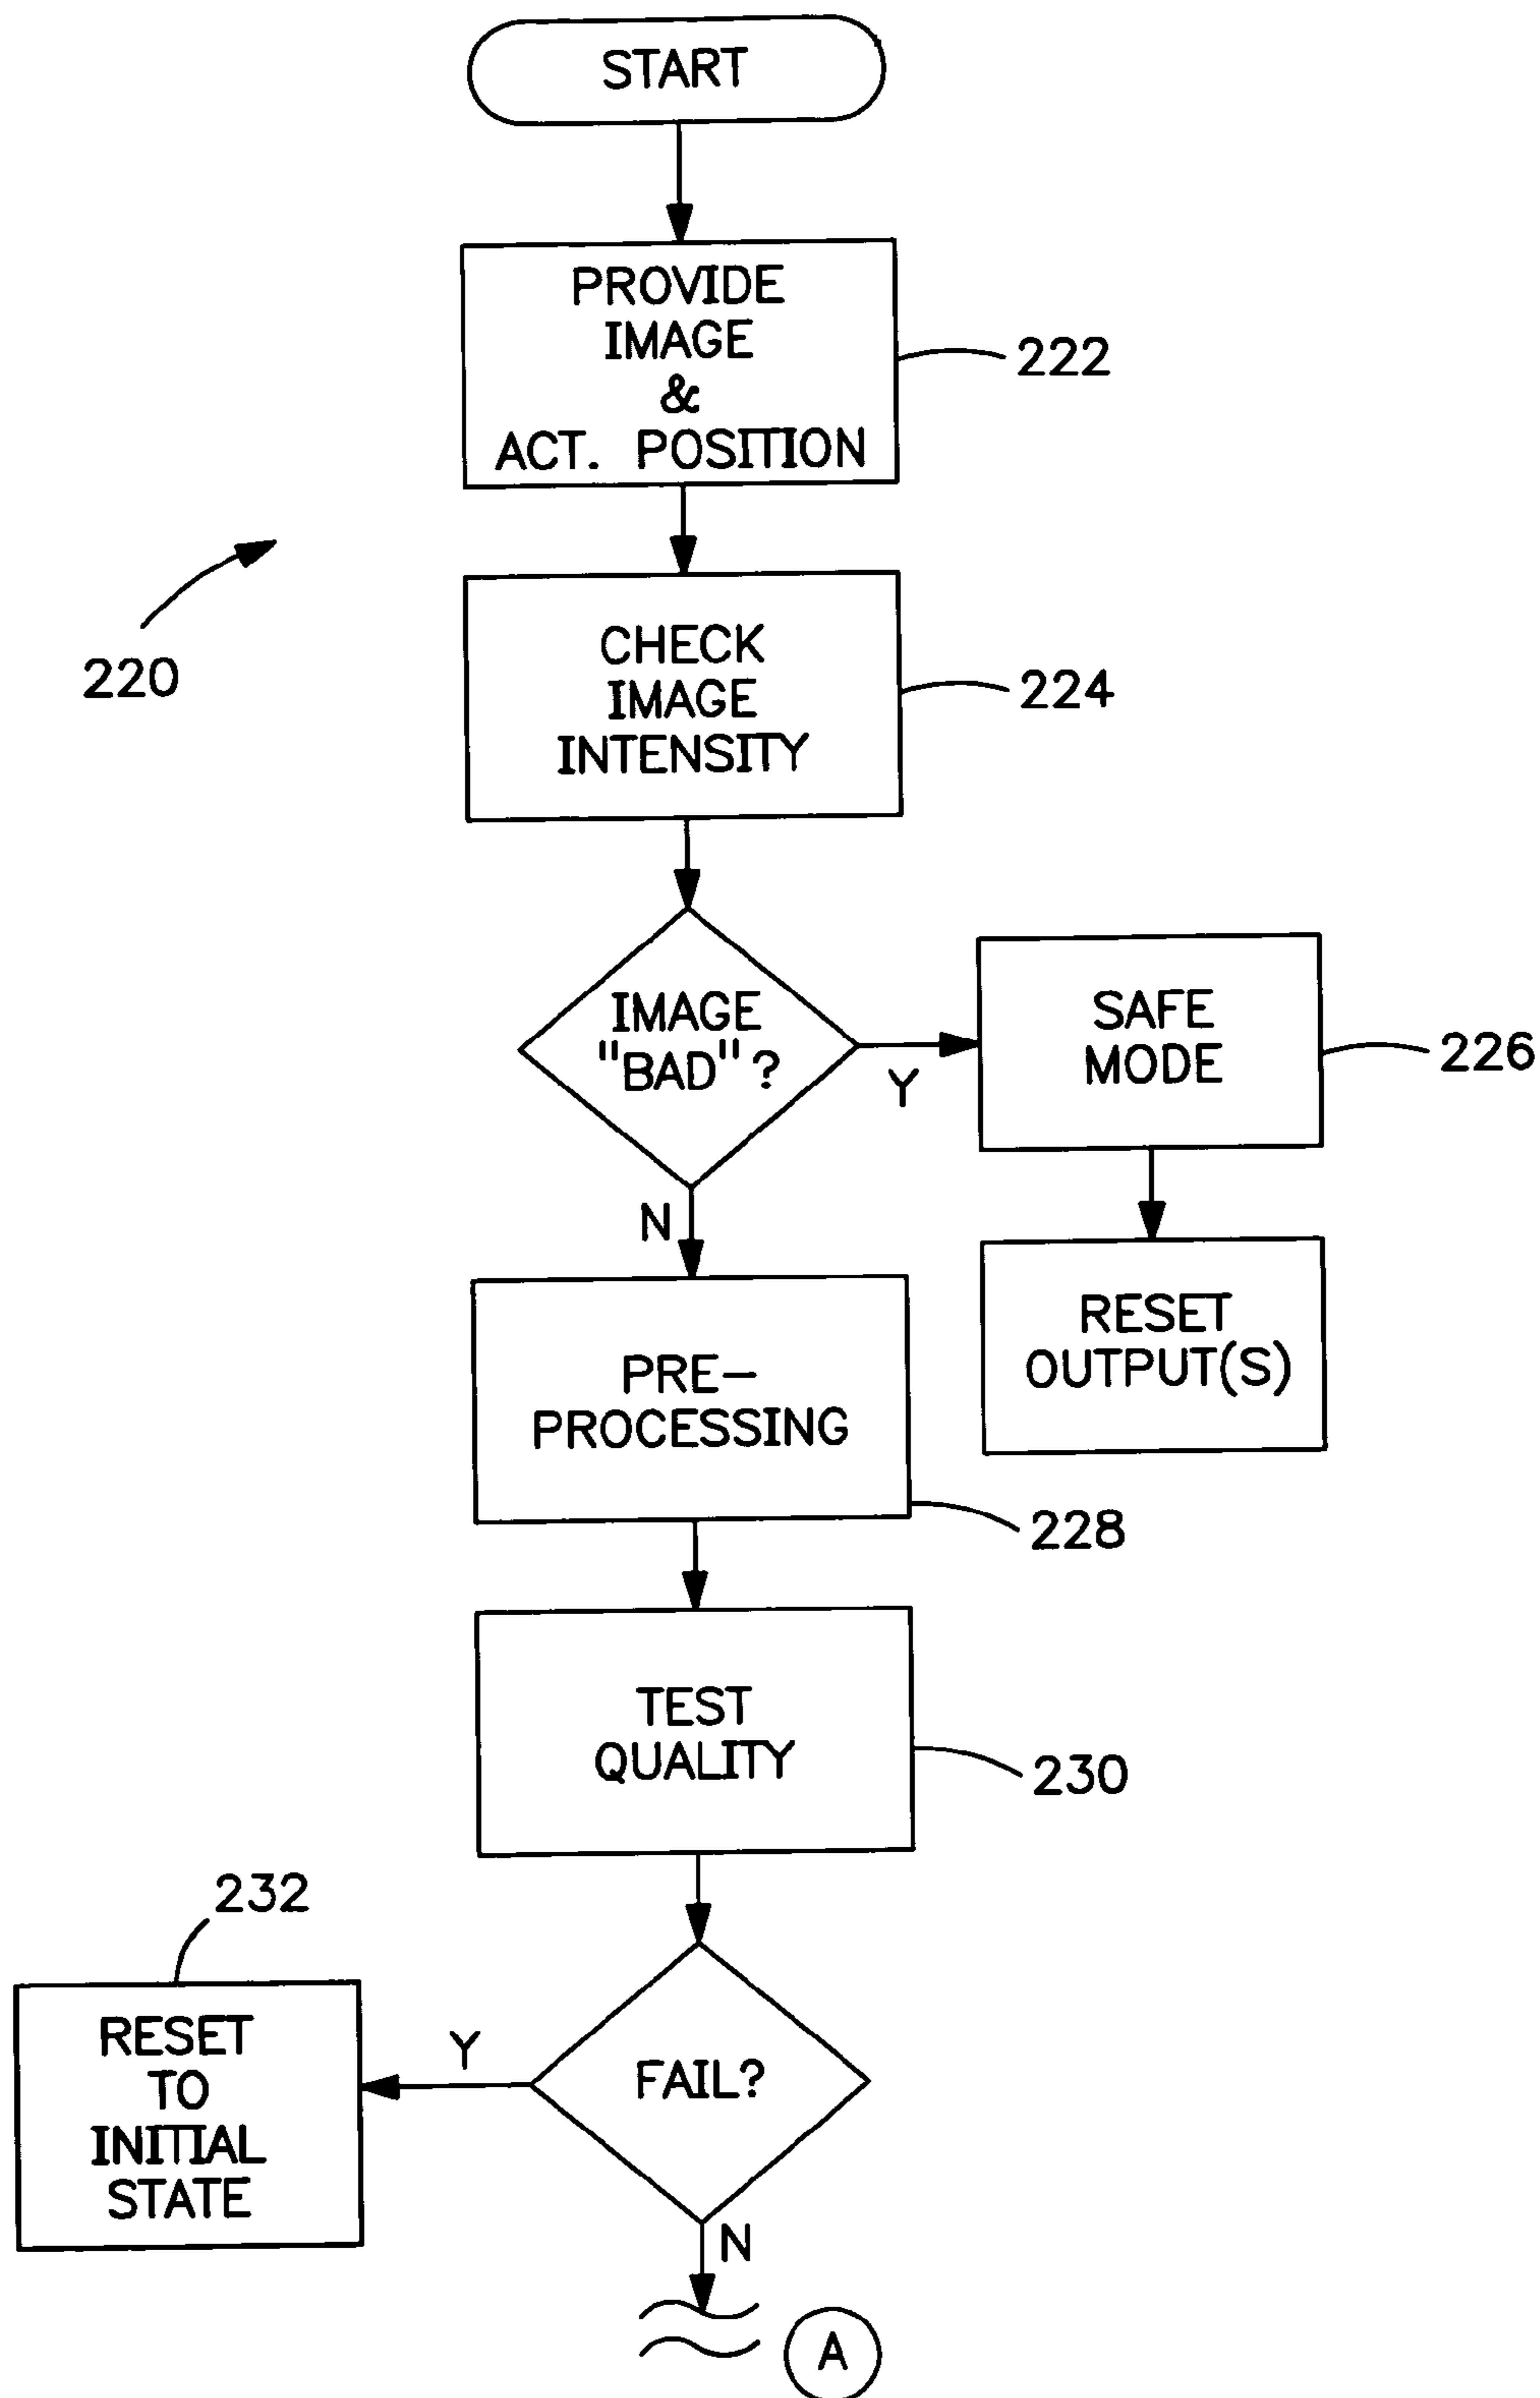 START
PROVIDE
IMAGE
&
ACT. POSITION
222
220
CHECK
IMAGE
INTENSITY
224
IMAGE
"BAD"?
Y
SAFE
MODE
226
N
RESET
OUTPUT(S)
PRE-
PROCESSING
228
TEST
QUALITY
230
232
RESET
TO
INITIAL
STATE
Y
FAIL?
N
A